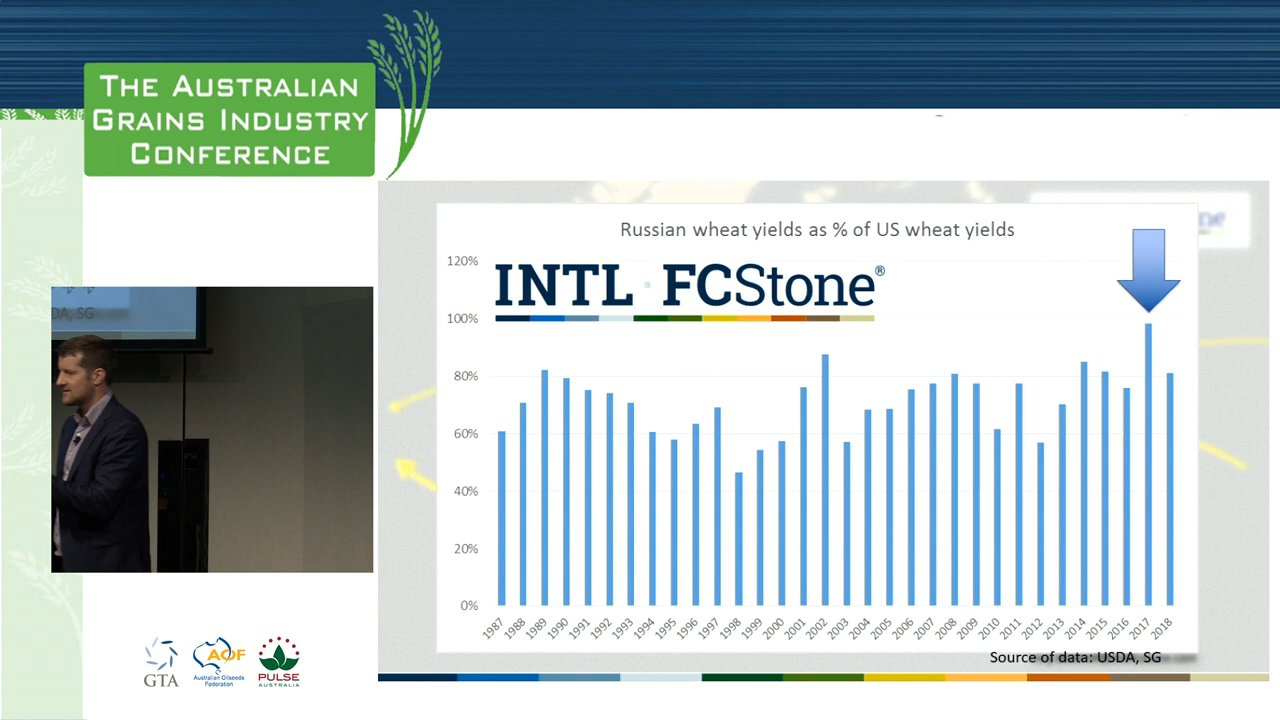 THE AUSTRALIAN
GRAINS INDUSTRY
CONFERENCE
Russian wheat yields as % of US wheat yields
INTL FCStone®
120%
100%
80%
60%
40%
20%
0%
1987 1988 1989 1990 1991 1992 1993 1994 1995 1996 1997 1998 1999 2000 2001 2002 2003 2004 2005 2006 2007 2008 2009 2010 2011 2012 2013 2014 2015 2016 2017 2018
Source of data: USDA, SG
DA, SG
GTA
AOF
Australian Oilseeds
Federation
PULSE
AUSTRALIA